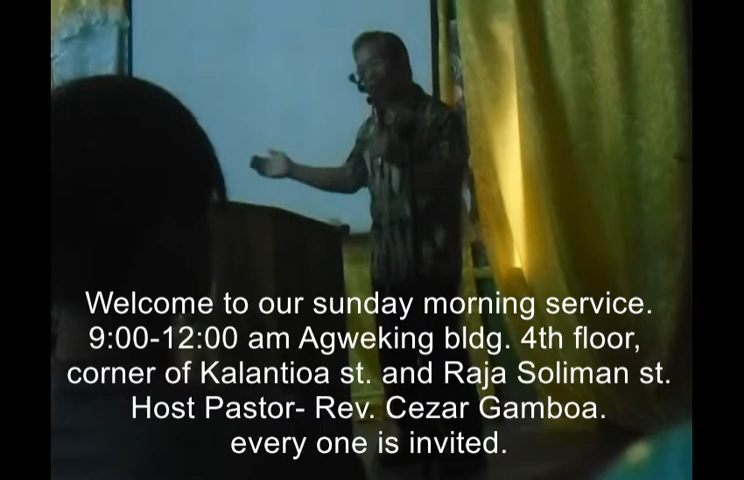 Welcome to our sunday morning service.
9:00-12:00 am Agweking bldg. 4th floor,
corner of Kalantioa st. and Raja Soliman st.
Host Pastor- Rev. Cezar Gamboa.
every one is invited.